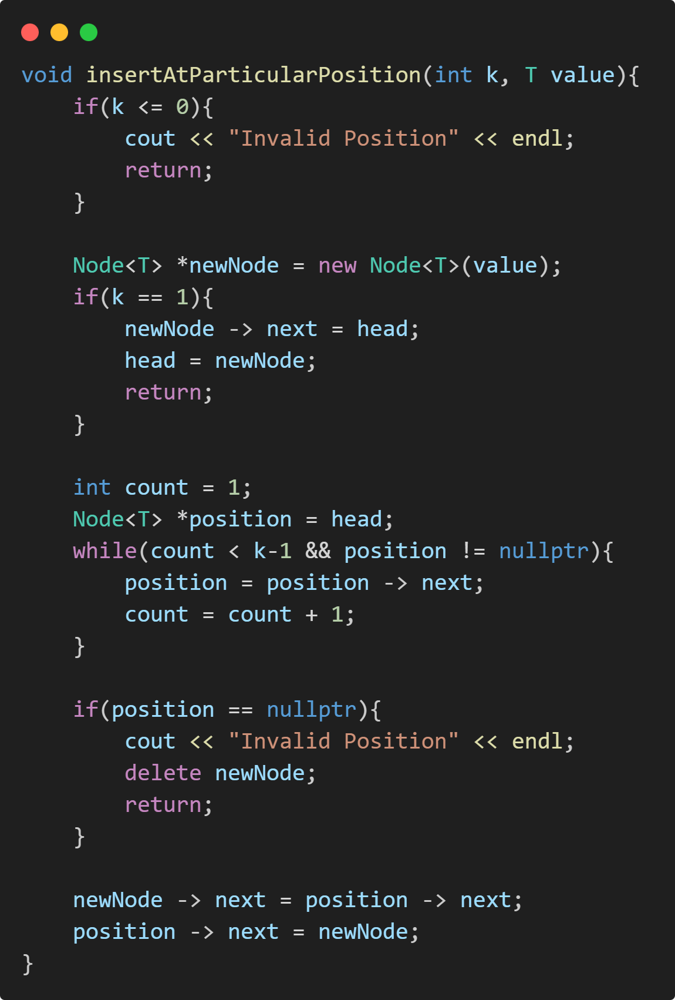 void insertAtParticularPosition(int k, T value){
    if(k <= 0){
        cout << "Invalid Position" << endl;
        return;
    }

    Node<T> *newNode = new Node<T>(value);
    if(k == 1){
        newNode -> next = head;
        head = newNode;
        return;
    }

    int count = 1;
    Node<T> *position = head;
    while(count < k-1 && position != nullptr){
        position = position -> next;
        count = count + 1;
    }

    if(position == nullptr){
        cout << "Invalid Position" << endl;
        delete newNode;
        return;
    }

    newNode -> next = position -> next;
    position -> next = newNode;
}